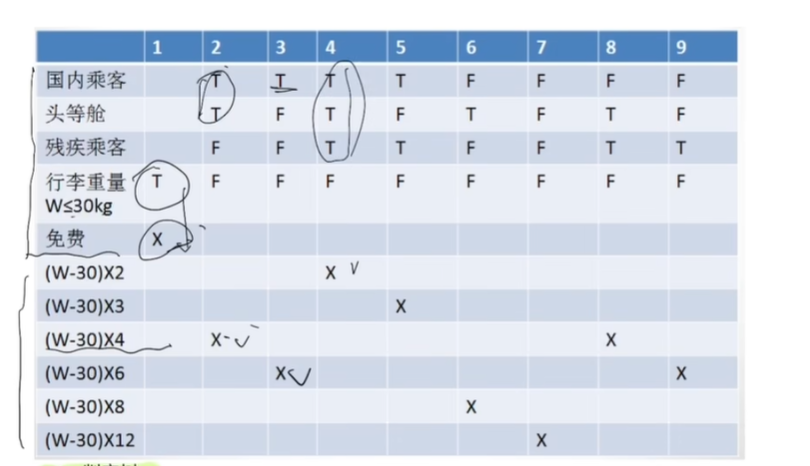 1 2 3 4 5 6 7 8 9
国内乘客 T T T T F F F F
头等舱 T F T F T F T F
残疾乘客 F F T T F F T T
行李重量 T F F F F F F F F
W≤30kg
免费 X
(W-30)X2 X
(W-30)X3 X
(W-30)X4 X X
(W-30)X6 X X
(W-30)X8 X
(W-30)X12 X